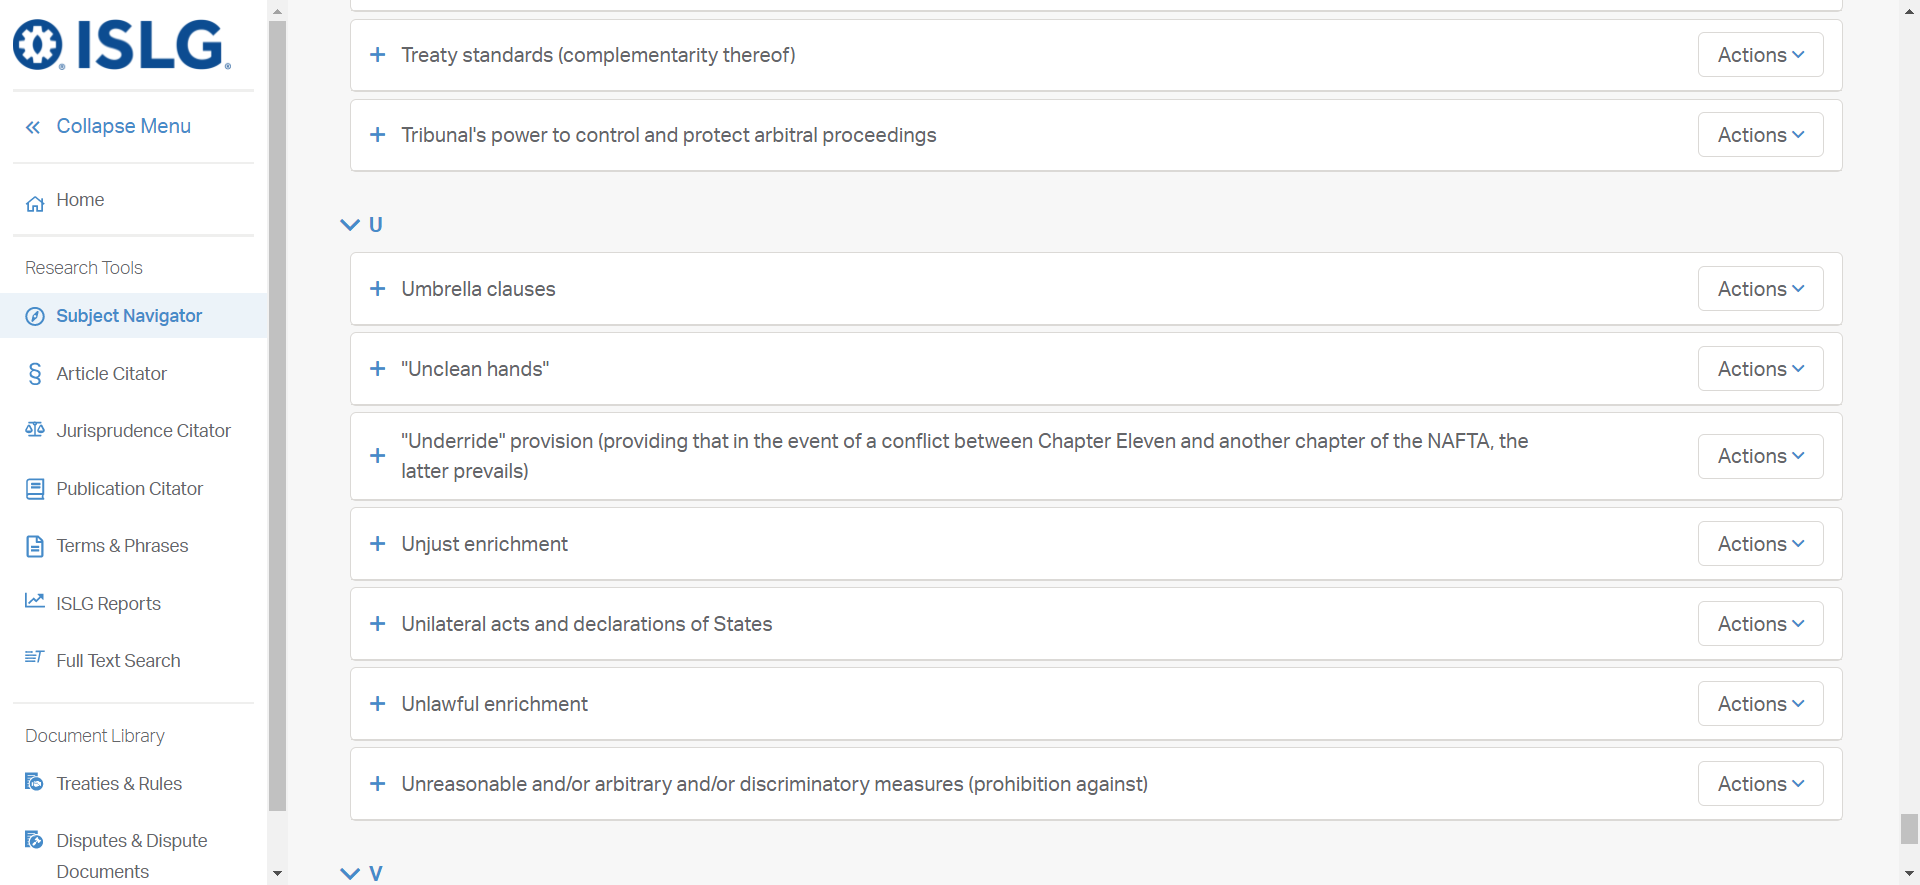 ISLG
Collapse Menu
Home
Research Tools
Subject Navigator
Article Citator
Jurisprudence Citator
Publication Citator
Terms & Phrases
ISLG Reports
Full Text Search
Document Library
Treaties & Rules
Disputes & Dispute
Documents
Treaty standards (complementarity thereof)
Actions
Tribunal's power to control and protect arbitral proceedings
Actions
U
Umbrella clauses
Actions
"Unclean hands"
Actions
"Underride" provision (providing that in the event of a conflict between Chapter Eleven and another chapter of the NAFTA, the
latter prevails)
Actions
Unjust enrichment
Actions
Unilateral acts and declarations of States
Actions
Unlawful enrichment
Actions
Unreasonable and/or arbitrary and/or discriminatory measures (prohibition against)
Actions
V